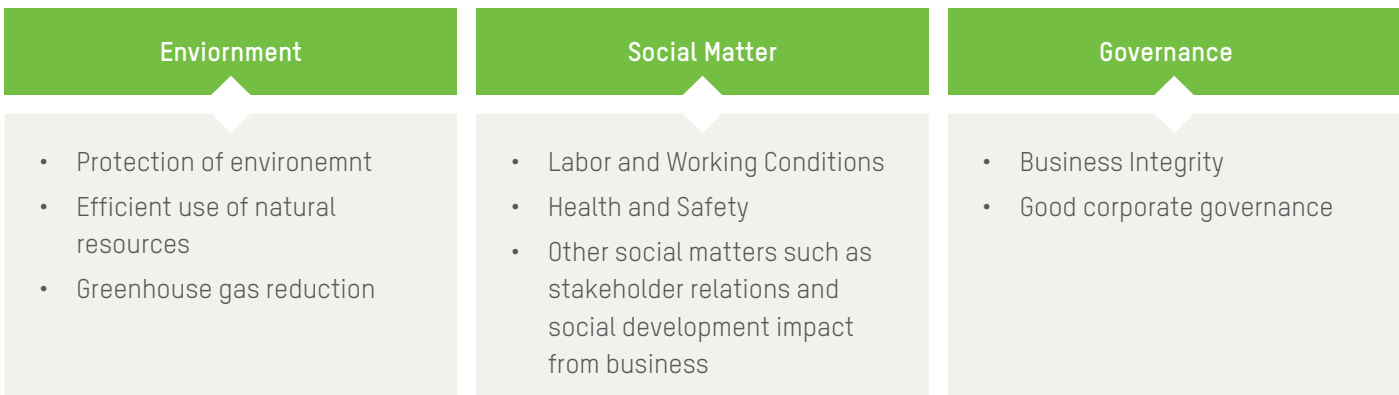 Enviornment
• Protection of environemnt
• Efficient use of natural
resources
• Greenhouse gas reduction
Social Matter
• Labor and Working Conditions
• Health and Safety
• Other social matters such as
stakeholder relations and
social development impact
from business
Governance
• Business Integrity
• Good corporate governance